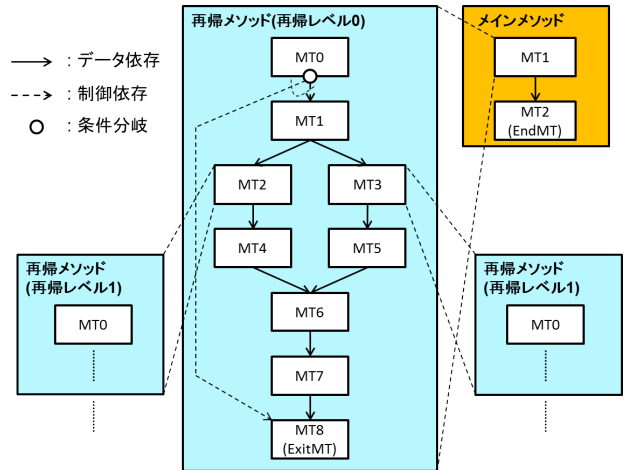 : データ依存
: 制御依存
: 条件分岐
再帰メソッド(再帰レベル0)
MT0
MT1
MT2
MT3
MT4
MT5
MT6
MT7
MT8
(ExitMT)
メインメソッド
MT1
MT2
(EndMT)
再帰メソッド
(再帰レベル1)
MT0
再帰メソッド
(再帰レベル1)
MT0